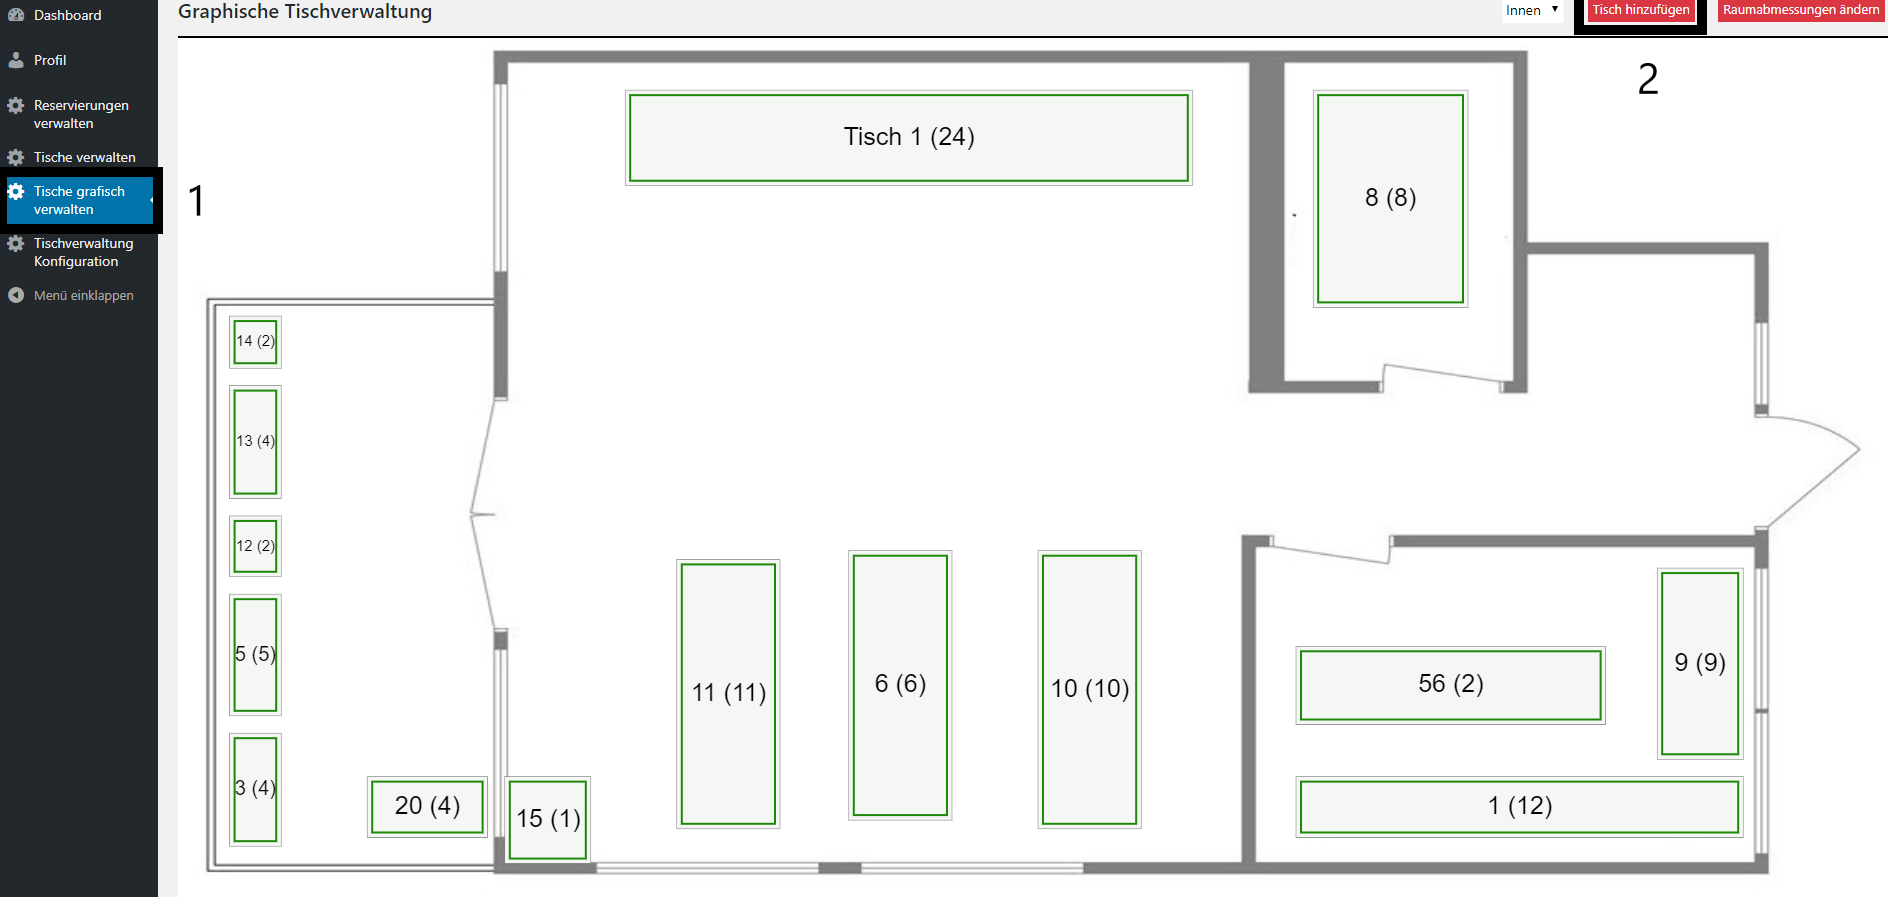 Dashboard
Profil
Reservierungen
verwalten
Tische verwalten
Tische grafisch
verwalten
Tischverwaltung
Konfiguration
Menü einklappen
Graphische Tischverwaltung
Innen
Tisch hinzufügen
Raumabmessungen ändern
1
2
Tisch 1 (24)
8 (8)
14 (2)
13 (4)
12 (2)
5 (5)
3 (4)
20 (4)
15 (1)
11 (11)
6 (6)
10 (10)
56 (2)
9 (9)
1 (12)